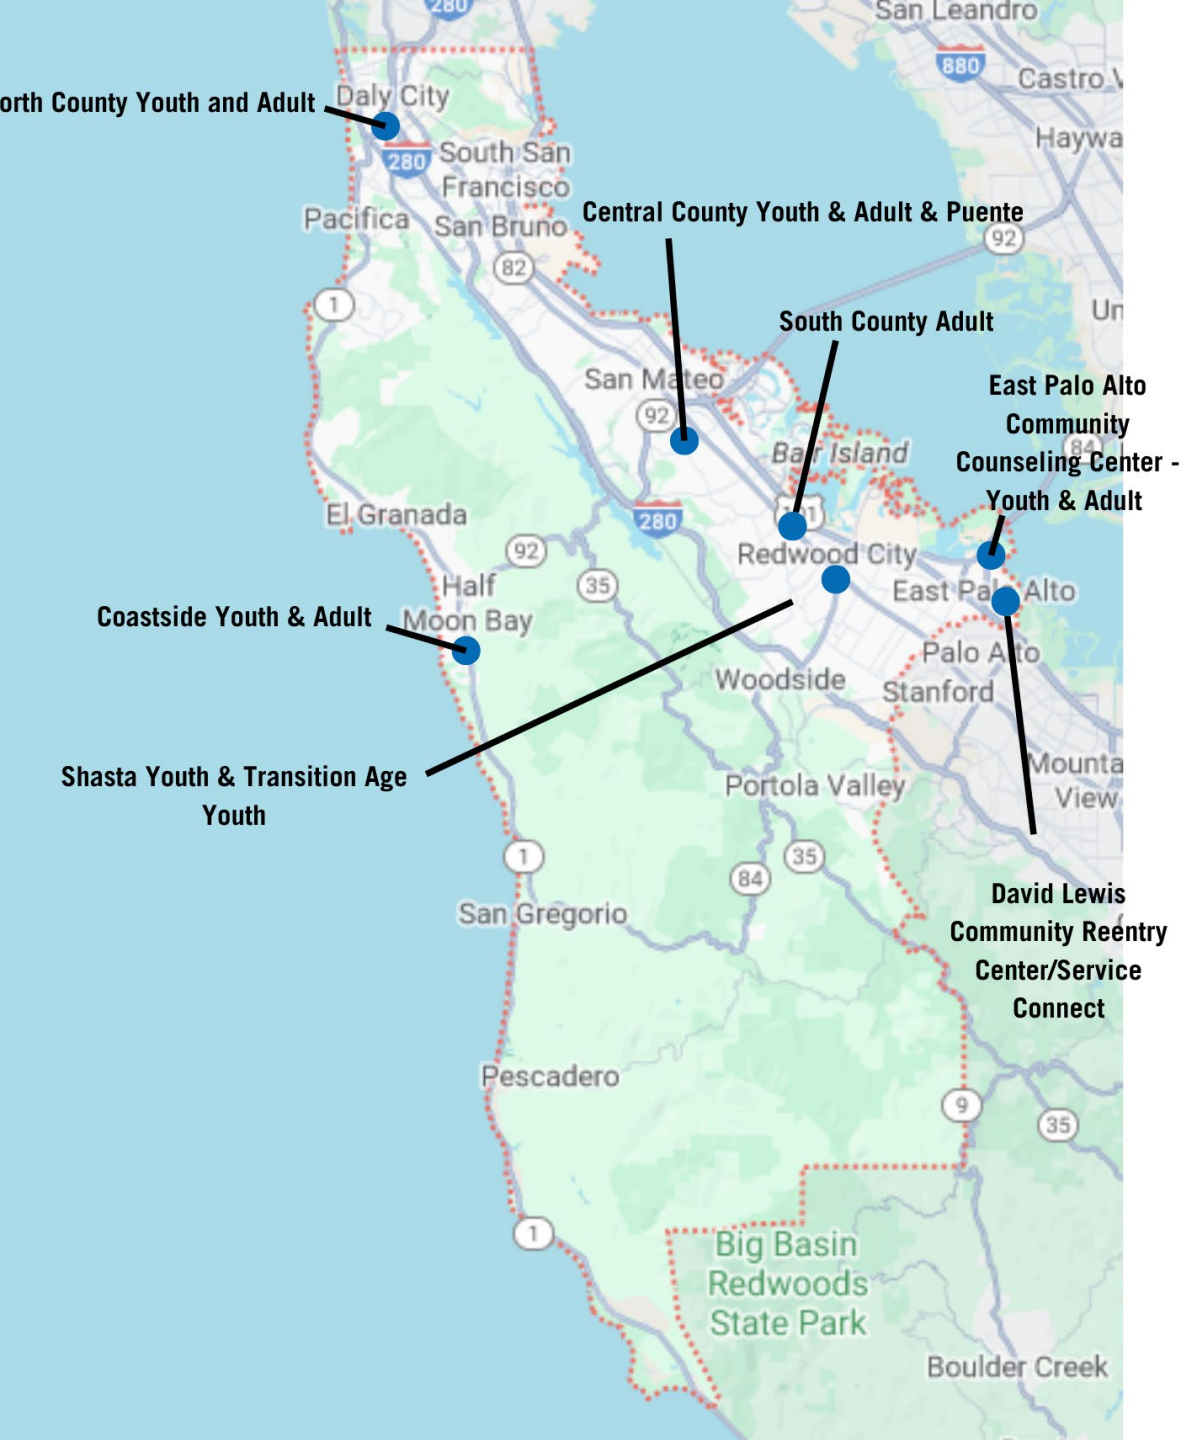 280
San Leandro
880
Castro V
orth County Youth and Adult
Daly City
Haywa
280
South San
Francisco
Pacifica
San Bruno
Central County Youth & Adult & Puente
92
82
1
Un
South County Adult
San Mateo
East Palo Alto
Community
Counseling Center -
Youth & Adult
92
84
Bair Island
El Granada
280
101
92
Redwood City
Half
Moon Bay
35
East Palo Alto
Coastside Youth & Adult
Palo Alto
Woodside
Stanford
Shasta Youth & Transition Age
Youth
Mounta
View
Portola Valley
1
35
84
David Lewis
Community Reentry
Center/Service
Connect
San Gregorio
Pescadero
9
35
1
Big Basin
Redwoods
State Park
Boulder Creek